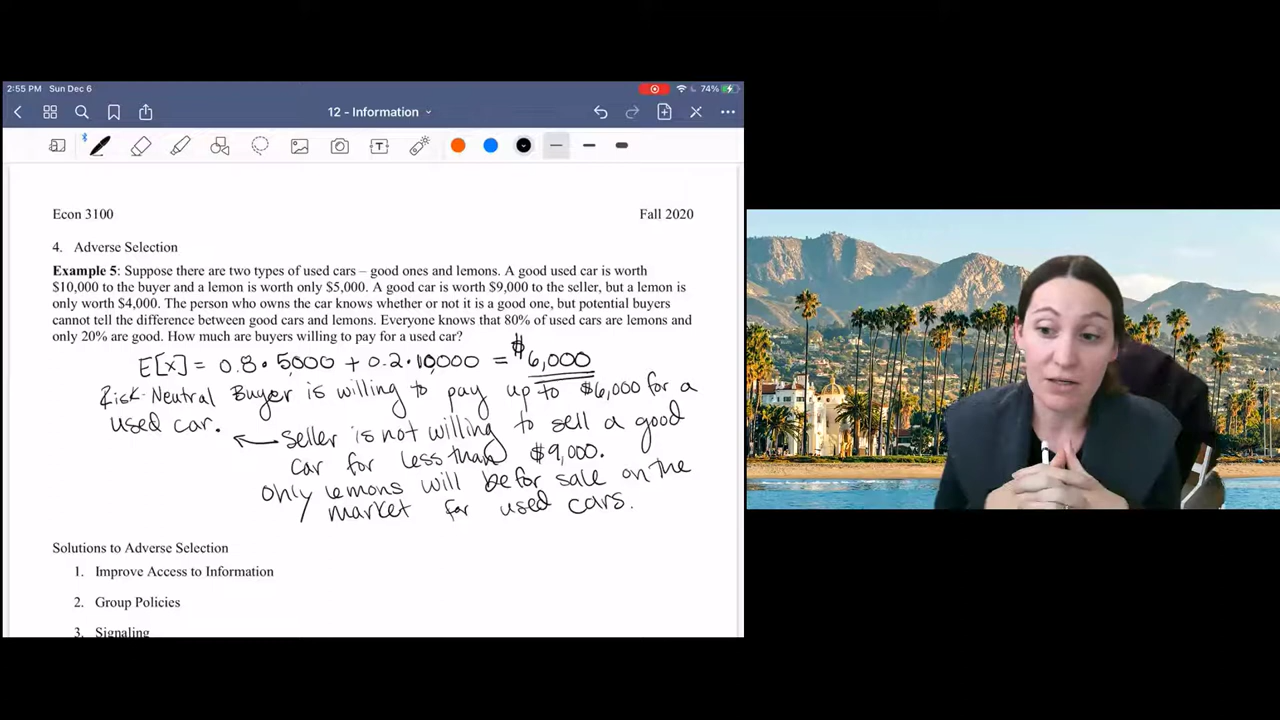 2:55 PM Sun Dec 6
74%
12 - Information
Econ 3100
Fall 2020
4. Adverse Selection
Example 5: Suppose there are two types of used cars – good ones and lemons. A good used car is worth
$10,000 to the buyer and a lemon is worth only $5,000. A good car is worth $9,000 to the seller, but a lemon is
only worth $4,000. The person who owns the car knows whether or not it is a good one, but potential buyers
cannot tell the difference between good cars and lemons. Everyone knows that 80% of used cars are lemons and
only 20% are good. How much are buyers willing to pay for a used car?
E[x] = 0.8 · 5,000 + 0.2 · 10,000 = $6,000
Risk-Neutral Buyer is willing to pay up to $6,000 for a
used car.
← Seller is not willing to sell a good
car for less than $9,000.
only lemons will be for sale on the
market for used cars.
Solutions to Adverse Selection
1. Improve Access to Information
2. Group Policies
3. Signaling